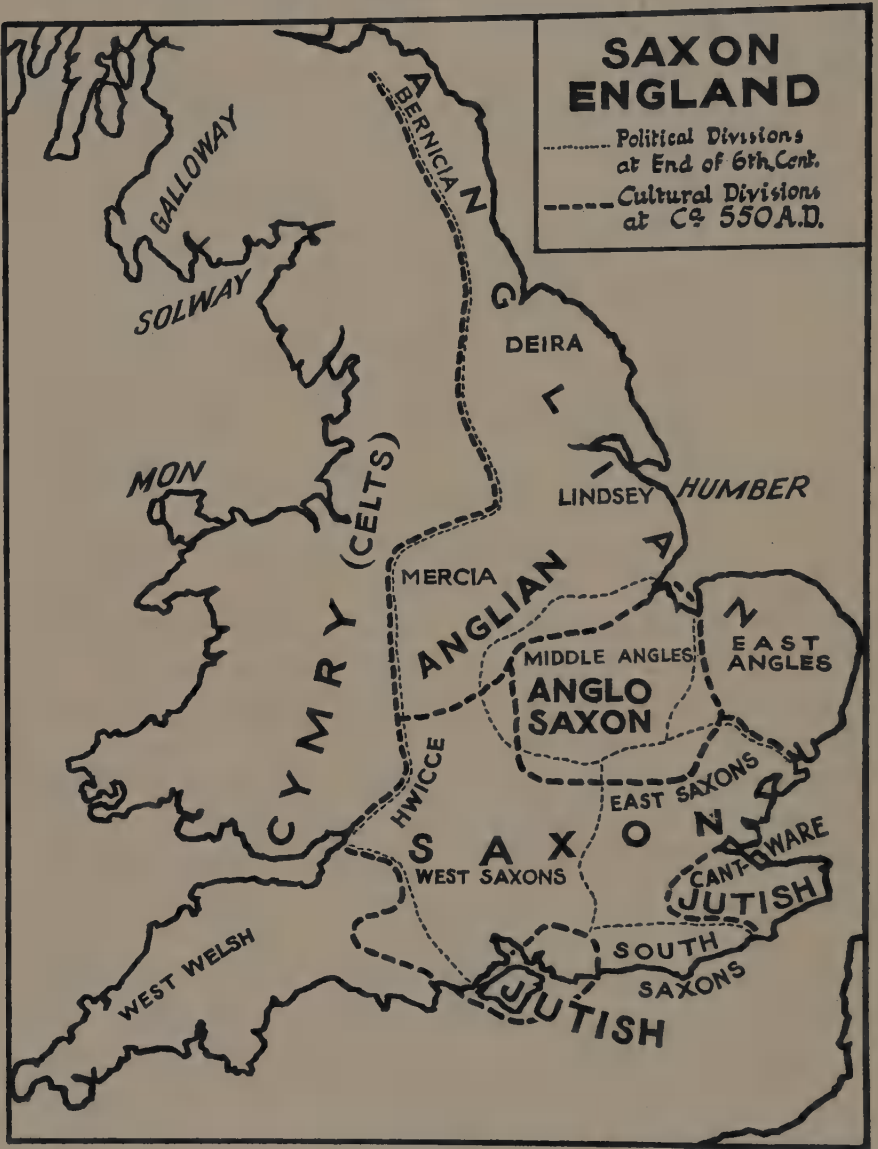 SAXON
ENGLAND
Political Divisions
at End of 6th Cent.
Cultural Divisions
at Cᵃ 550 A.D.
ANGLIAN
BERNICIA
GALLOWAY
SOLWAY
DEIRA
MON
(CELTS)
LINDSEY
HUMBER
MERCIA
ANGLIAN
CYMRY
MIDDLE ANGLES
ANGLO
SAXON
EAST
ANGLES
HWICCE
EAST SAXONS
SAXON
WEST SAXONS
CANT-WARE
JUTISH
SOUTH
SAXONS
WEST WELSH
JUTISH